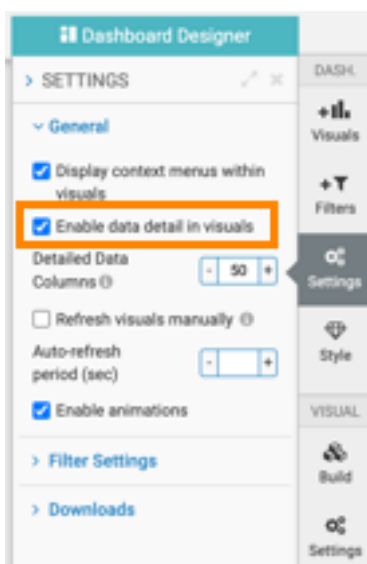 Dashboard Designer
SETTINGS
General
Display context menus within
visuals
Enable data detail in visuals
Detailed Data
Columns
- 50 +
Refresh visuals manually
Auto-refresh
period (sec)
- +
Enable animations
Filter Settings
Downloads
DASH.
Visuals
Filters
Settings
Style
VISUAL
Build
Settings